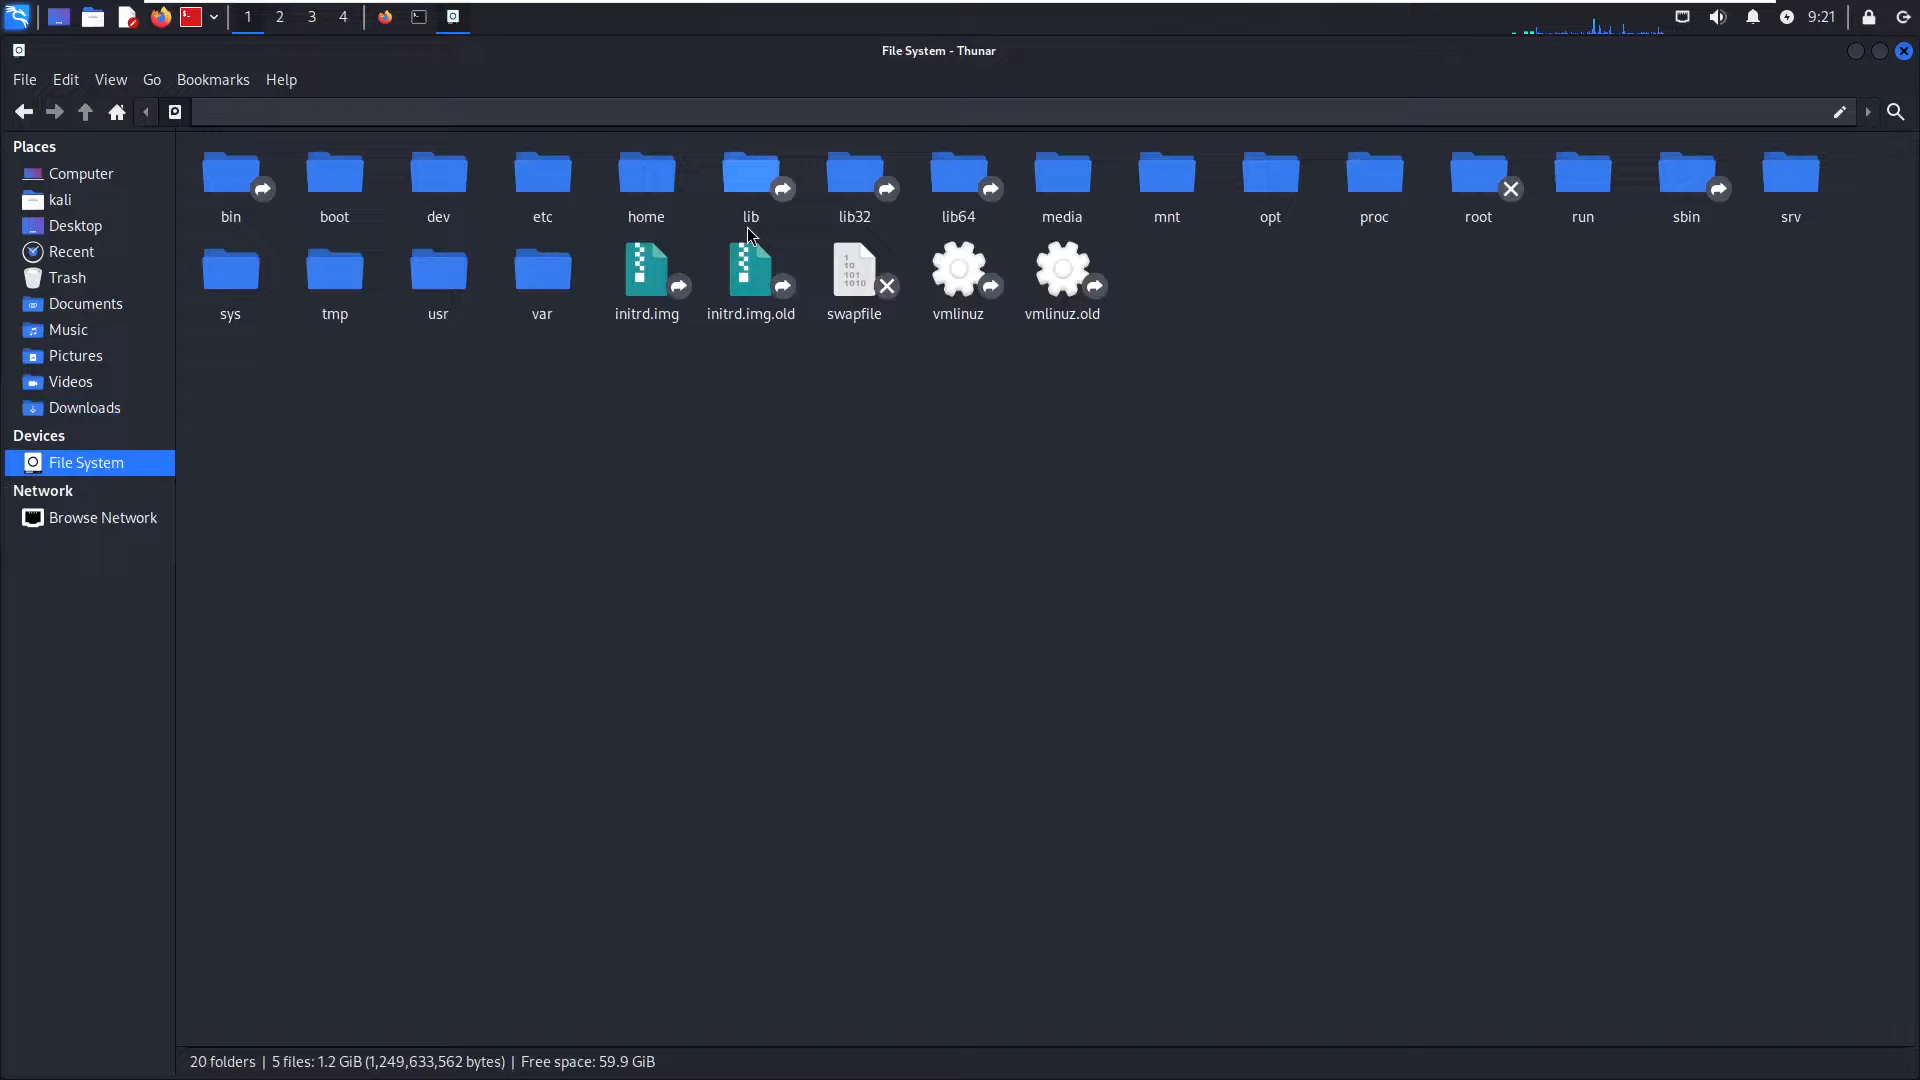 1 2 3 4 9:21
File System - Thunar
File Edit View Go Bookmarks Help
Places
Computer
kali
Desktop
Recent
Trash
Documents
Music
Pictures
Videos
Downloads
Devices
File System
Network
Browse Network
bin boot dev etc home lib lib32 lib64 media mnt opt proc root run sbin srv
1
10
101
1010
sys tmp usr var initrd.img initrd.img.old swapfile vmlinuz vmlinuz.old
20 folders | 5 files: 1.2 GiB (1,249,633,562 bytes) | Free space: 59.9 GiB